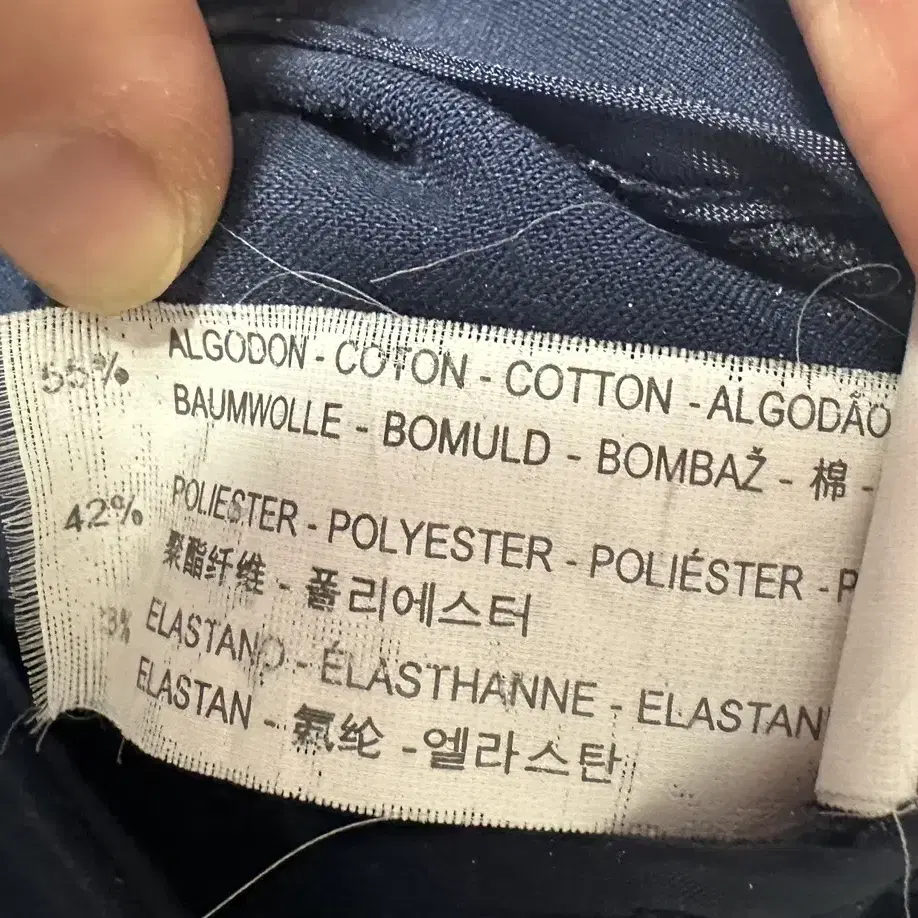 55% ALGODON - COTON - COTTON - ALGODÃO
BAUMWOLLE - BOMULD - BOMBAŽ - 棉 -
42% POLIESTER - POLYESTER - POLIÉSTER - P
聚酯纤维 - 폴리에스터
3% ELASTANO - ÉLASTHANNE - ELASTAN
ELASTAN - 氨纶 - 엘라스탄